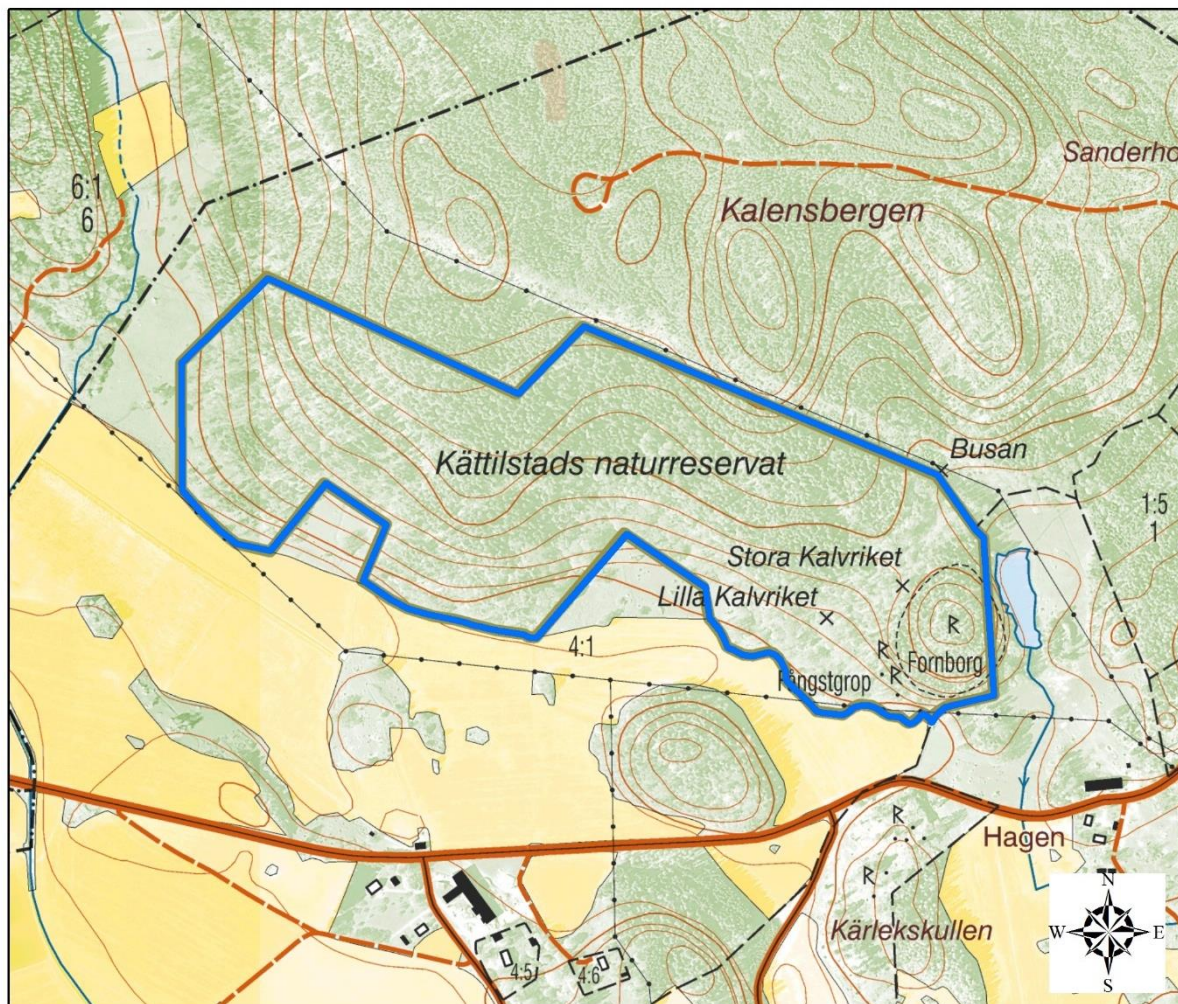 Sanderho
6:1
6
Kalensbergen
Busan
Kättilstads naturreservat
1:5
1
Stora Kalvriket
Lilla Kalvriket
R
R
4:1
Fornborg
R
Fångstgrop
R
Hagen
R
Kärlekskullen
N
W
E
S
4:5
4:6